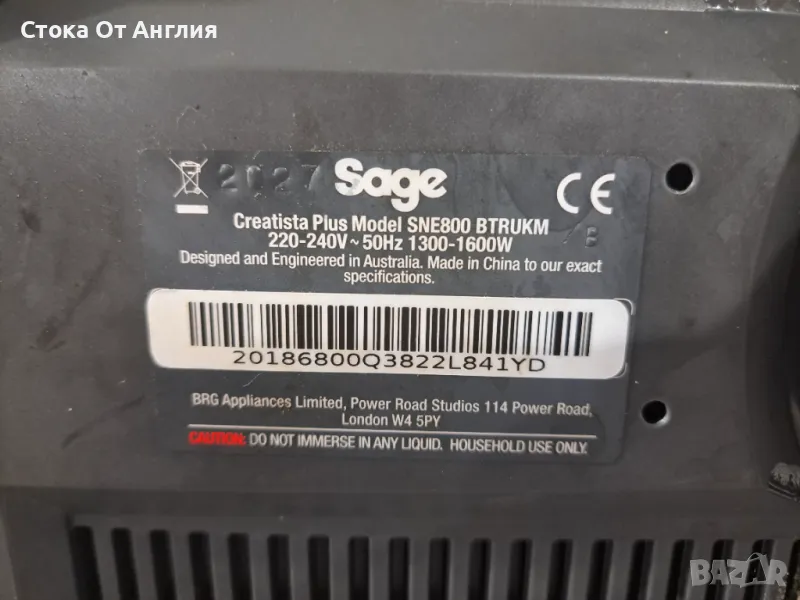 Стока От Англия
2027
Sage
CE
Creatista Plus Model SNE800 BTRUKM
220-240V~50Hz 1300-1600W
B
Designed and Engineered in Australia. Made in China to our exact
specifications.
20186800Q3822L841YD
BRG Appliances Limited, Power Road Studios 114 Power Road,
London W4 5PY
CAUTION: DO NOT IMMERSE IN ANY LIQUID. HOUSEHOLD USE ONLY.
BAZAR